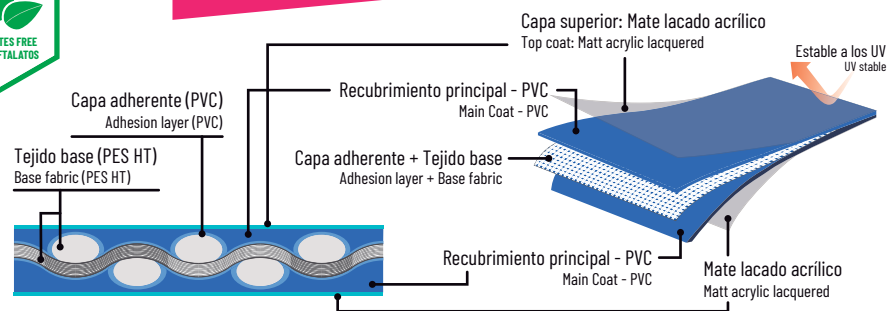 TES FREE
FTALATOS
Capa superior: Mate lacado acrílico
Top coat: Matt acrylic lacquered
Estable a los UV
UV stable
Recubrimiento principal - PVC
Main Coat - PVC
Capa adherente (PVC)
Adhesion layer (PVC)
Tejido base (PES HT)
Base fabric (PES HT)
Capa adherente + Tejido base
Adhesion layer + Base fabric
Recubrimiento principal - PVC
Main Coat - PVC
Mate lacado acrílico
Matt acrylic lacquered